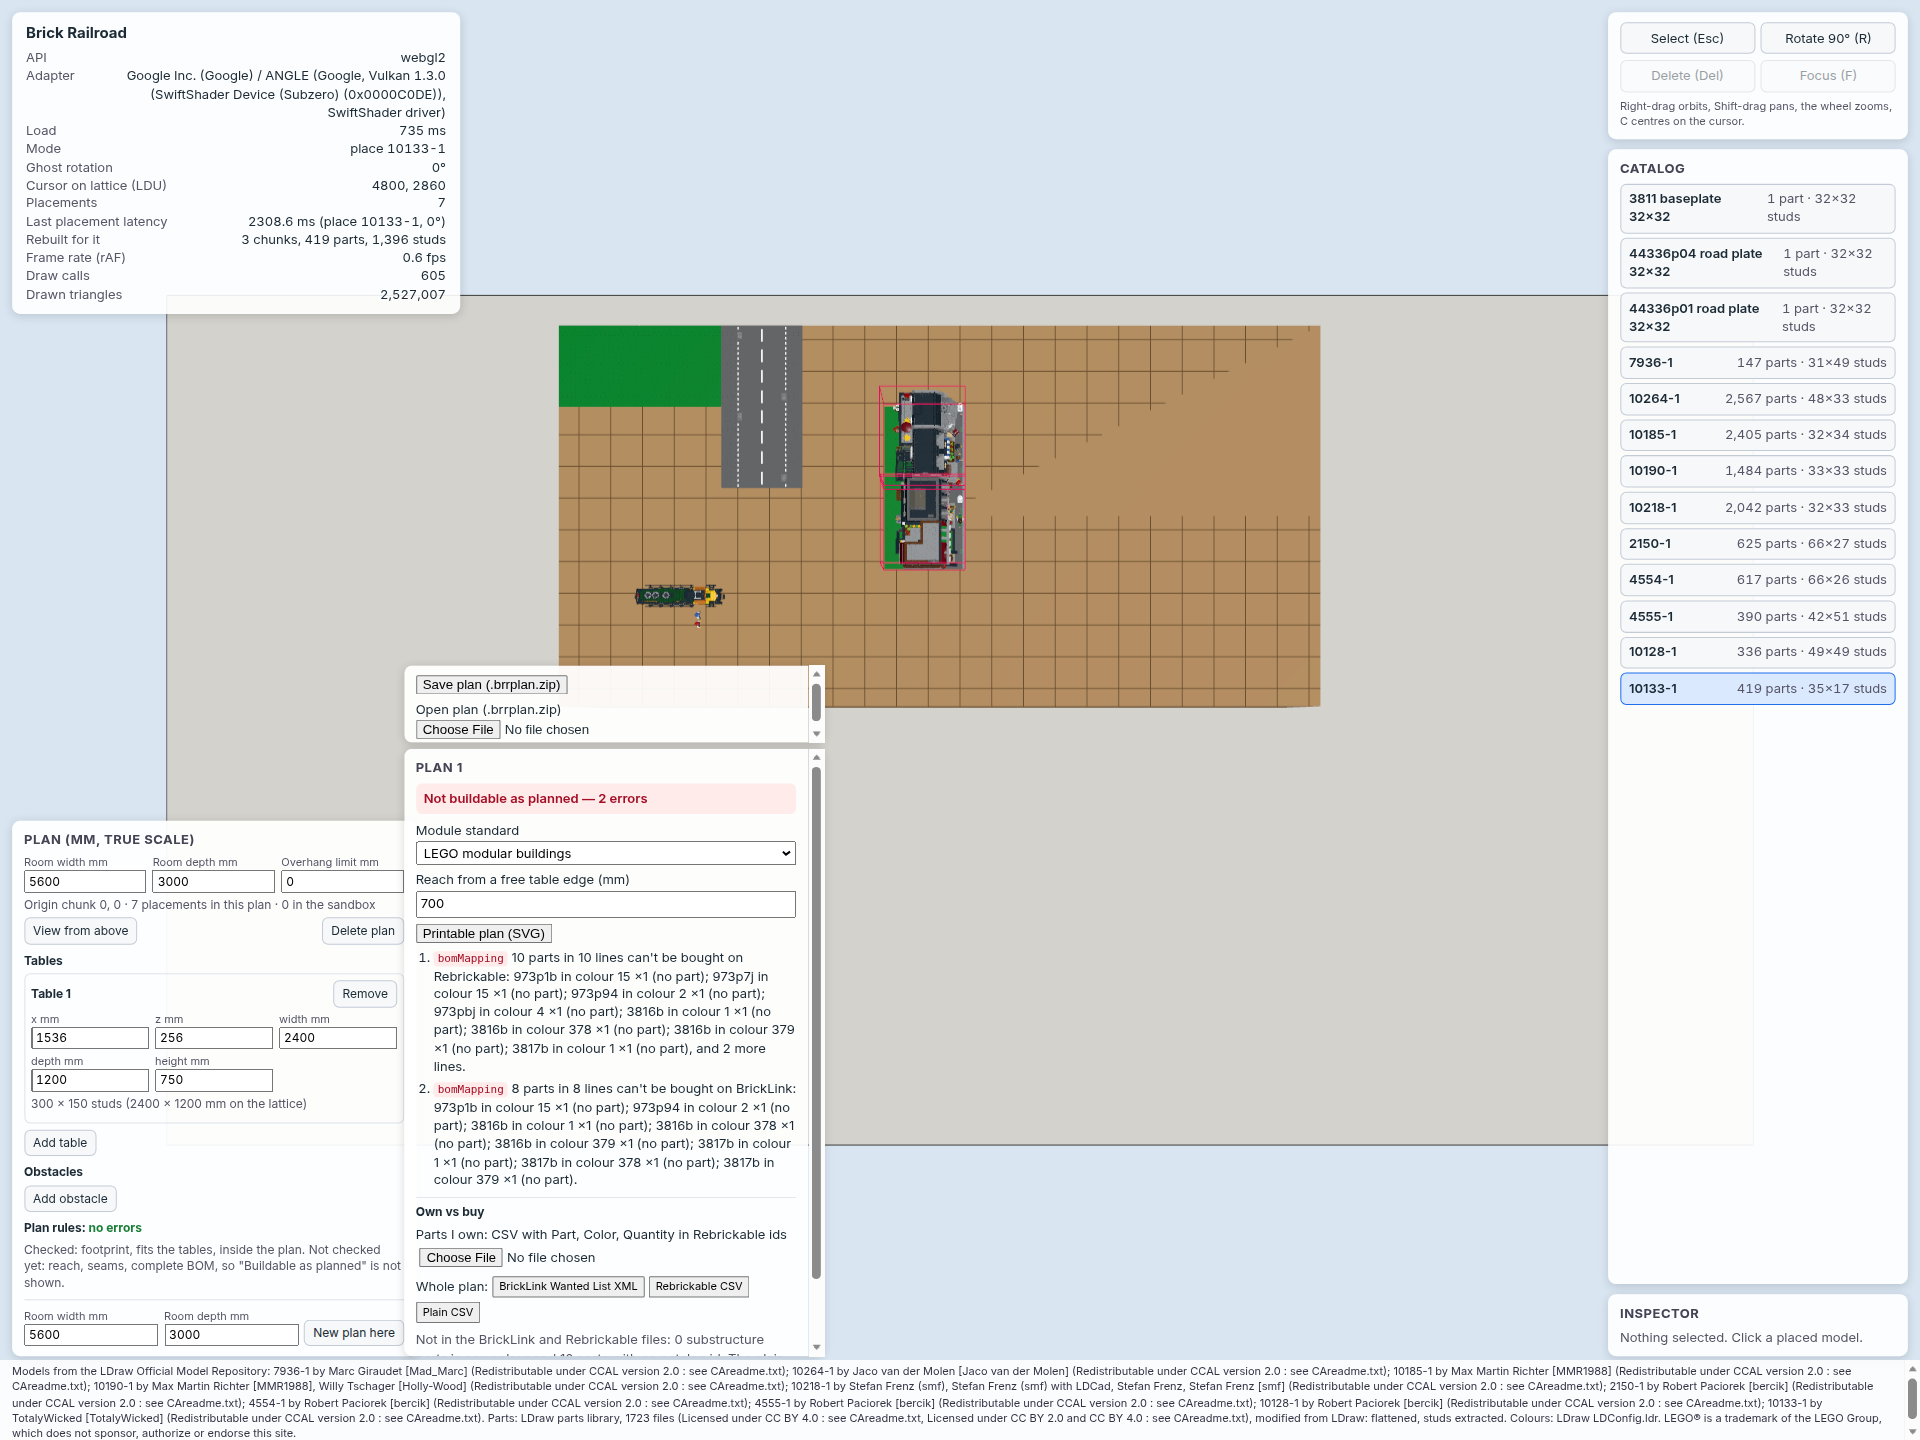 Brick Railroad
API webgl2
Adapter Google Inc. (Google) / ANGLE (Google, Vulkan 1.3.0
(SwiftShader Device (Subzero) (0x0000C0DE)),
SwiftShader driver)
Load 735 ms
Mode place 10133-1
Ghost rotation 0°
Cursor on lattice (LDU) 4800, 2860
Placements 7
Last placement latency 2308.6 ms (place 10133-1, 0°)
Rebuilt for it 3 chunks, 419 parts, 1,396 studs
Frame rate (rAF) 0.6 fps
Draw calls 605
Drawn triangles 2,527,007
Select (Esc) Rotate 90° (R)
Delete (Del) Focus (F)
Right-drag orbits, Shift-drag pans, the wheel zooms,
C centres on the cursor.
CATALOG
3811 baseplate 1 part · 32×32
32×32 studs
44336p04 road plate 1 part · 32×32
32×32 studs
44336p01 road plate 1 part · 32×32
32×32 studs
7936-1 147 parts · 31×49 studs
10264-1 2,567 parts · 48×33 studs
10185-1 2,405 parts · 32×34 studs
10190-1 1,484 parts · 33×33 studs
10218-1 2,042 parts · 32×33 studs
2150-1 625 parts · 66×27 studs
4554-1 617 parts · 66×26 studs
4555-1 390 parts · 42×51 studs
10128-1 336 parts · 49×49 studs
10133-1 419 parts · 35×17 studs
INSPECTOR
Nothing selected. Click a placed model.
Save plan (.brrplan.zip)
Open plan (.brrplan.zip)
Choose File No file chosen
PLAN 1
Not buildable as planned — 2 errors
Module standard
LEGO modular buildings
Reach from a free table edge (mm)
700
Printable plan (SVG)
1. bomMapping 10 parts in 10 lines can't be bought on
Rebrickable: 973p1b in colour 15 ×1 (no part); 973p7j in
colour 15 ×1 (no part); 973p94 in colour 2 ×1 (no part);
973pbj in colour 4 ×1 (no part); 3816b in colour 1 ×1 (no
part); 3816b in colour 378 ×1 (no part); 3816b in colour 379
×1 (no part); 3817b in colour 1 ×1 (no part), and 2 more
lines.
2. bomMapping 8 parts in 8 lines can't be bought on BrickLink:
973p1b in colour 15 ×1 (no part); 973p94 in colour 2 ×1 (no
part); 3816b in colour 1 ×1 (no part); 3816b in colour 378 ×1
(no part); 3816b in colour 379 ×1 (no part); 3817b in colour
1 ×1 (no part); 3817b in colour 378 ×1 (no part); 3817b in
colour 379 ×1 (no part).
Own vs buy
Parts I own: CSV with Part, Color, Quantity in Rebrickable ids
Choose File No file chosen
Whole plan: BrickLink Wanted List XML Rebrickable CSV
Plain CSV
Not in the BrickLink and Rebrickable files: 0 substructure
PLAN (MM, TRUE SCALE)
Room width mm Room depth mm Overhang limit mm
5600 3000 0
Origin chunk 0, 0 · 7 placements in this plan · 0 in the sandbox
View from above Delete plan
Tables
Table 1 Remove
x mm z mm width mm
1536 256 2400
depth mm height mm
1200 750
300 × 150 studs (2400 × 1200 mm on the lattice)
Add table
Obstacles
Add obstacle
Plan rules: no errors
Checked: footprint, fits the tables, inside the plan. Not checked
yet: reach, seams, complete BOM, so "Buildable as planned" is not
shown.
Room width mm Room depth mm
5600 3000 New plan here
Models from the LDraw Official Model Repository: 7936-1 by Marc Giraudet [Mad_Marc] (Redistributable under CCAL version 2.0 : see CAreadme.txt); 10264-1 by Jaco van der Molen [Jaco van der Molen] (Redistributable under CCAL version 2.0 : see CAreadme.txt); 10185-1 by Max Martin Richter [MMR1988] (Redistributable under CCAL version 2.0 : see
CAreadme.txt); 10190-1 by Max Martin Richter [MMR1988], Willy Tschager [Holly-Wood] (Redistributable under CCAL version 2.0 : see CAreadme.txt); 10218-1 by Stefan Frenz (smf), Stefan Frenz (smf) with LDCad, Stefan Frenz, Stefan Frenz [smf] (Redistributable under CCAL version 2.0 : see CAreadme.txt); 2150-1 by Robert Paciorek [bercik] (Redistributable
under CCAL version 2.0 : see CAreadme.txt); 4554-1 by Robert Paciorek [bercik] (Redistributable under CCAL version 2.0 : see CAreadme.txt); 4555-1 by Robert Paciorek [bercik] (Redistributable under CCAL version 2.0 : see CAreadme.txt); 10128-1 by Robert Paciorek [bercik] (Redistributable under CCAL version 2.0 : see CAreadme.txt); 10133-1 by
TotalyWicked [TotalyWicked] (Redistributable under CCAL version 2.0 : see CAreadme.txt). Parts: LDraw parts library, 1723 files (Licensed under CC BY 4.0 : see CAreadme.txt, Licensed under CC BY 2.0 and CC BY 4.0 : see CAreadme.txt), modified from LDraw: flattened, studs extracted. Colours: LDraw LDConfig.ldr. LEGO® is a trademark of the LEGO Group,
which does not sponsor, authorize or endorse this site.